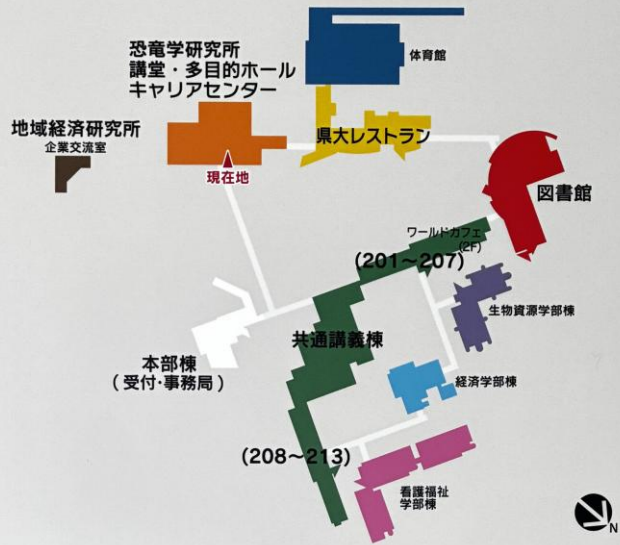 恐竜学研究所
講堂・多目的ホール
キャリアセンター
体育館
地域経済研究所
企業交流室
県大レストラン
現在地
図書館
ワールドカフェ
(2F)
(201~207)
生物資源学部棟
共通講義棟
本部棟
(受付・事務局)
経済学部棟
(208~213)
看護福祉
学部棟
N